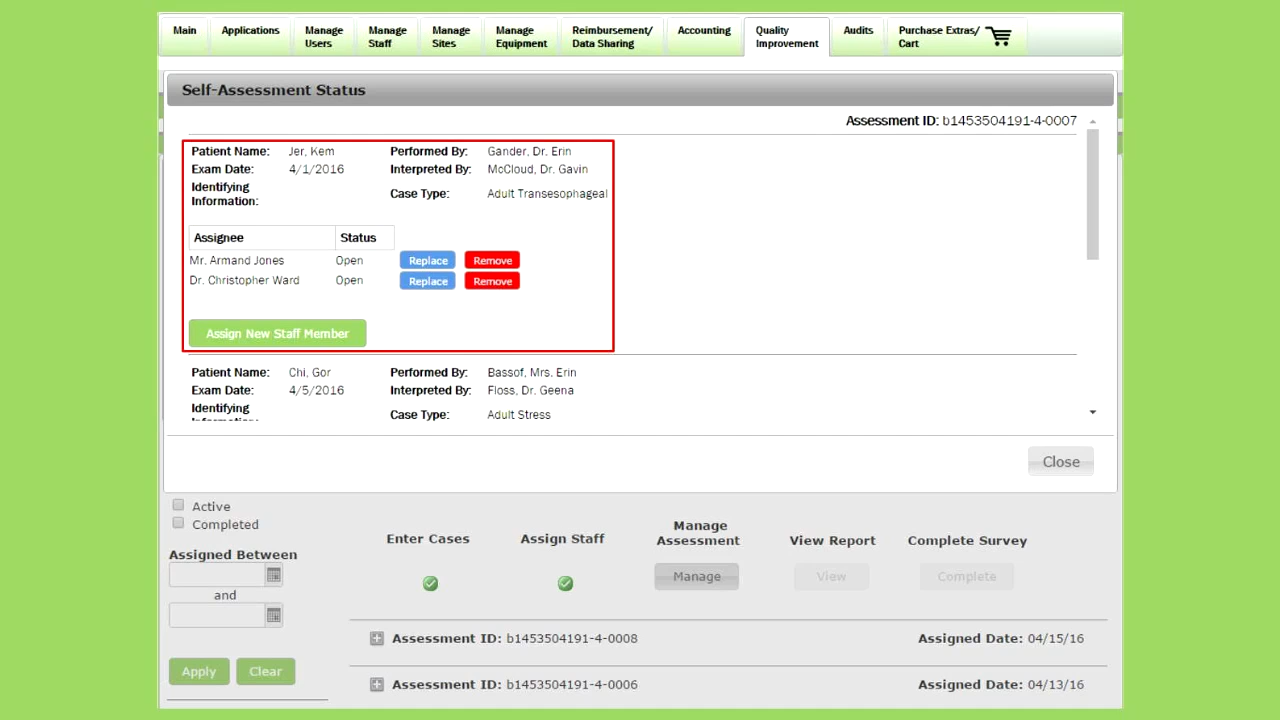 Main Applications Manage Users Manage Staff Manage Sites Manage Equipment Reimbursement/ Data Sharing Accounting Quality Improvement Audits Purchase Extras/ Cart
Self-Assessment Status
Assessment ID: b1453504191-4-0007
Patient Name: Jer, Kem Performed By: Gander, Dr. Erin
Exam Date: 4/1/2016 Interpreted By: McCloud, Dr. Gavin
Identifying Information: Case Type: Adult Transesophageal
Assignee Status
Mr. Armand Jones Open Replace Remove
Dr. Christopher Ward Open Replace Remove
Assign New Staff Member
Patient Name: Chi, Gor Performed By: Bassof, Mrs. Erin
Exam Date: 4/5/2016 Interpreted By: Floss, Dr. Geena
Identifying Case Type: Adult Stress
Close
Active
Completed
Assigned Between
and
Apply Clear
Enter Cases Assign Staff Manage Assessment View Report Complete Survey
Manage View Complete
Assessment ID: b1453504191-4-0008 Assigned Date: 04/15/16
Assessment ID: b1453504191-4-0006 Assigned Date: 04/13/16